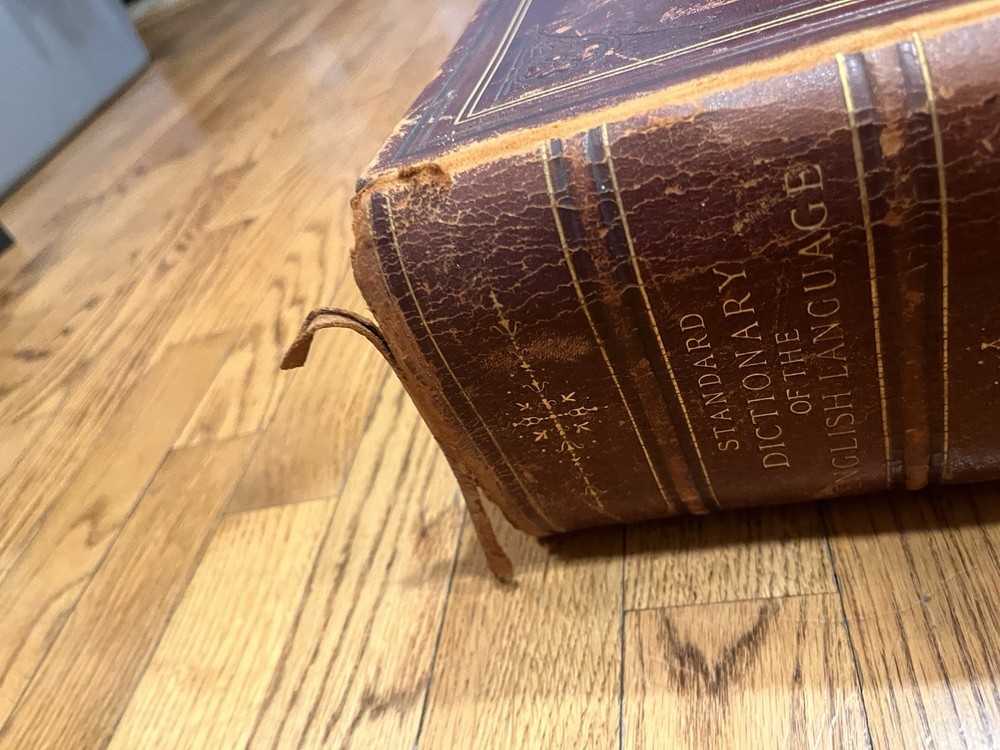 STANDARD
DICTIONARY
OF THE
ENGLISH LANGUAGE